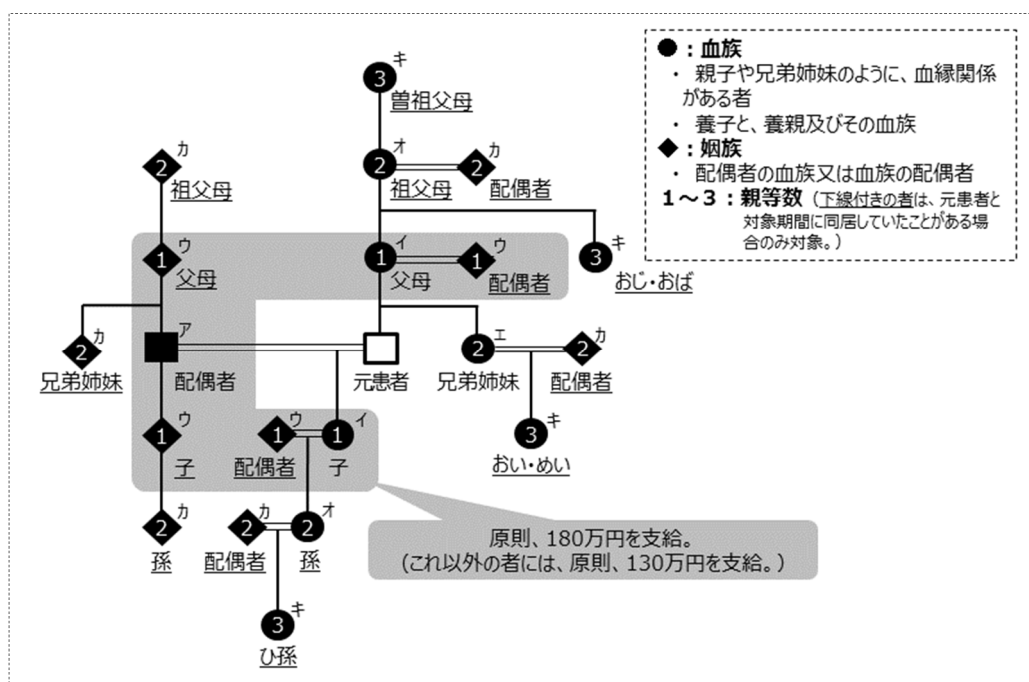 キ
3
曽祖父母
カ
2
祖父母
オ
2
祖父母
カ
2
配偶者
ウ
1
父母
イ
1
父母
ウ
1
配偶者
キ
3
おじ・おば
カ
2
兄弟姉妹
ア
配偶者
元患者
エ
2
兄弟姉妹
カ
2
配偶者
ウ
1
子
ウ
1
配偶者
イ
1
子
キ
3
おい・めい
カ
2
孫
カ
2
配偶者
オ
2
孫
キ
3
ひ孫
●:血族
・ 親子や兄弟姉妹のように、血縁関係
がある者
・ 養子と、養親及びその血族
◆:姻族
・ 配偶者の血族又は血族の配偶者
1~3:親等数(下線付きの者は、元患者と
対象期間に同居していたことがある場
合のみ対象。)
原則、180万円を支給。
(これ以外の者には、原則、130万円を支給。)